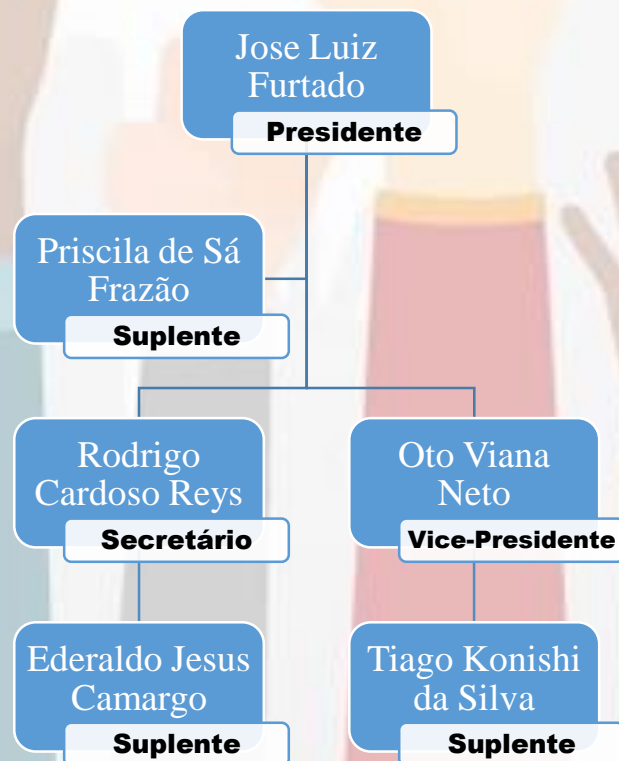 Jose Luiz
Furtado
Presidente
Priscila de Sá
Frazão
Suplente
Rodrigo
Cardoso Reys
Secretário
Oto Viana
Neto
Vice-Presidente
Ederaldo Jesus
Camargo
Suplente
Tiago Konishi
da Silva
Suplente